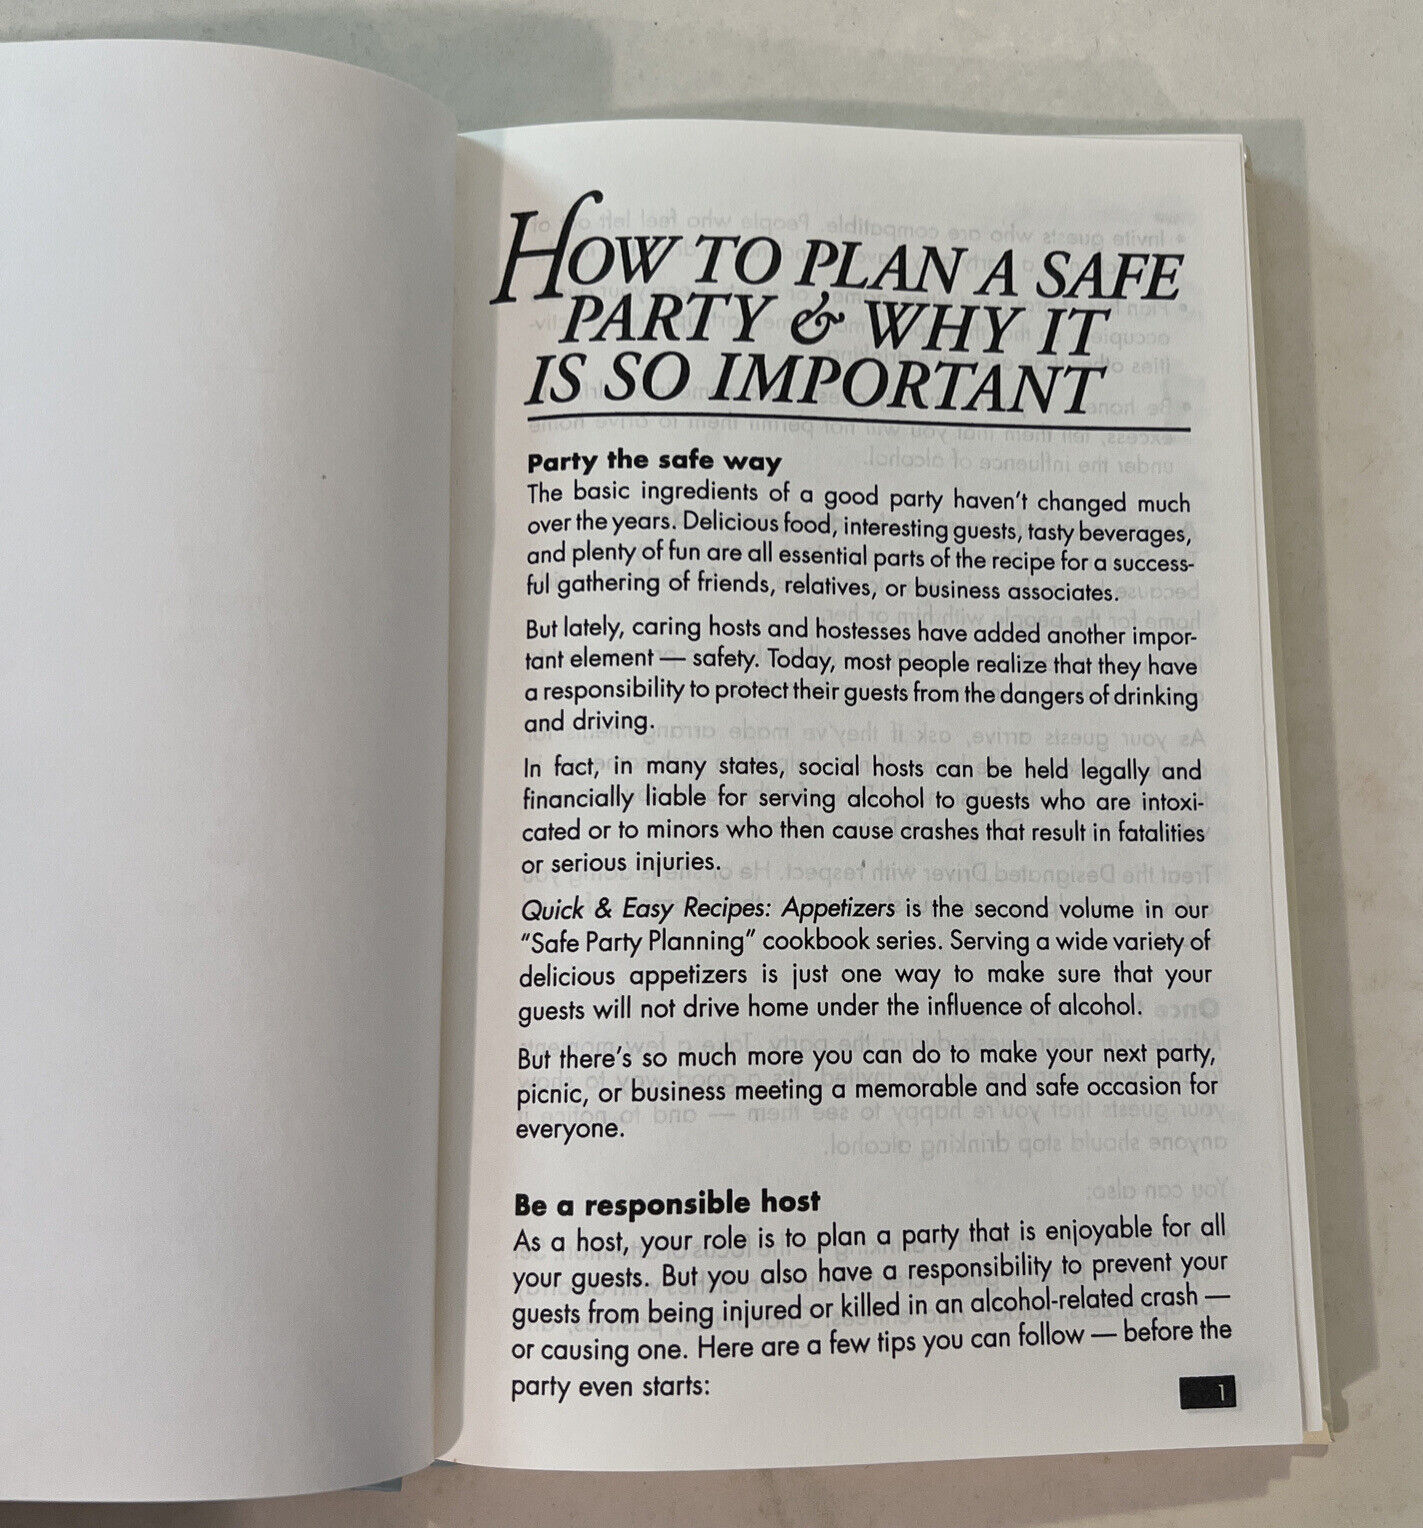 HOW TO PLAN A SAFE
PARTY & WHY IT
IS SO IMPORTANT
Party the safe way
The basic ingredients of a good party haven't changed much
over the years. Delicious food, interesting guests, tasty beverages,
and plenty of fun are all essential parts of the recipe for a success-
ful gathering of friends, relatives, or business associates.
But lately, caring hosts and hostesses have added another impor-
tant element — safety. Today, most people realize that they have
a responsibility to protect their guests from the dangers of drinking
and driving.
In fact, in many states, social hosts can be held legally and
financially liable for serving alcohol to guests who are intoxi-
cated or to minors who then cause crashes that result in fatalities
or serious injuries.
Quick & Easy Recipes: Appetizers is the second volume in our
"Safe Party Planning" cookbook series. Serving a wide variety of
delicious appetizers is just one way to make sure that your
guests will not drive home under the influence of alcohol.
But there's so much more you can do to make your next party,
picnic, or business meeting a memorable and safe occasion for
everyone.
Be a responsible host
As a host, your role is to plan a party that is enjoyable for all
your guests. But you also have a responsibility to prevent your
guests from being injured or killed in an alcohol-related crash —
or causing one. Here are a few tips you can follow — before the
party even starts:
1